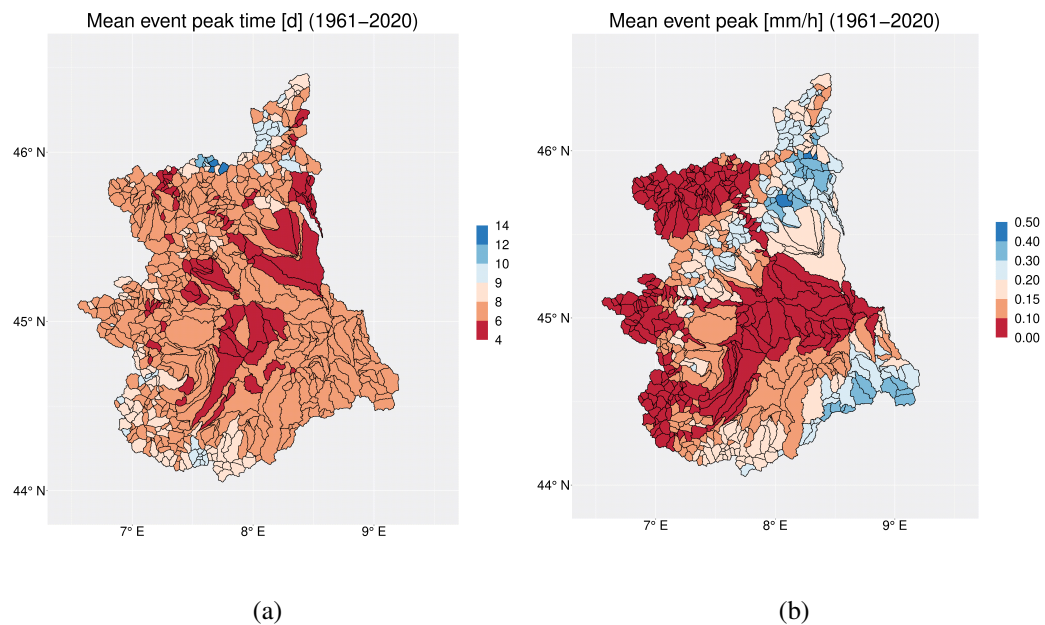 Mean event peak time [d] (1961−2020)
46° N
45° N
44° N
7° E
8° E
9° E
14
12
10
9
8
6
4
(a)
Mean event peak [mm/h] (1961−2020)
46° N
45° N
44° N
7° E
8° E
9° E
0.50
0.40
0.30
0.20
0.15
0.10
0.00
(b)